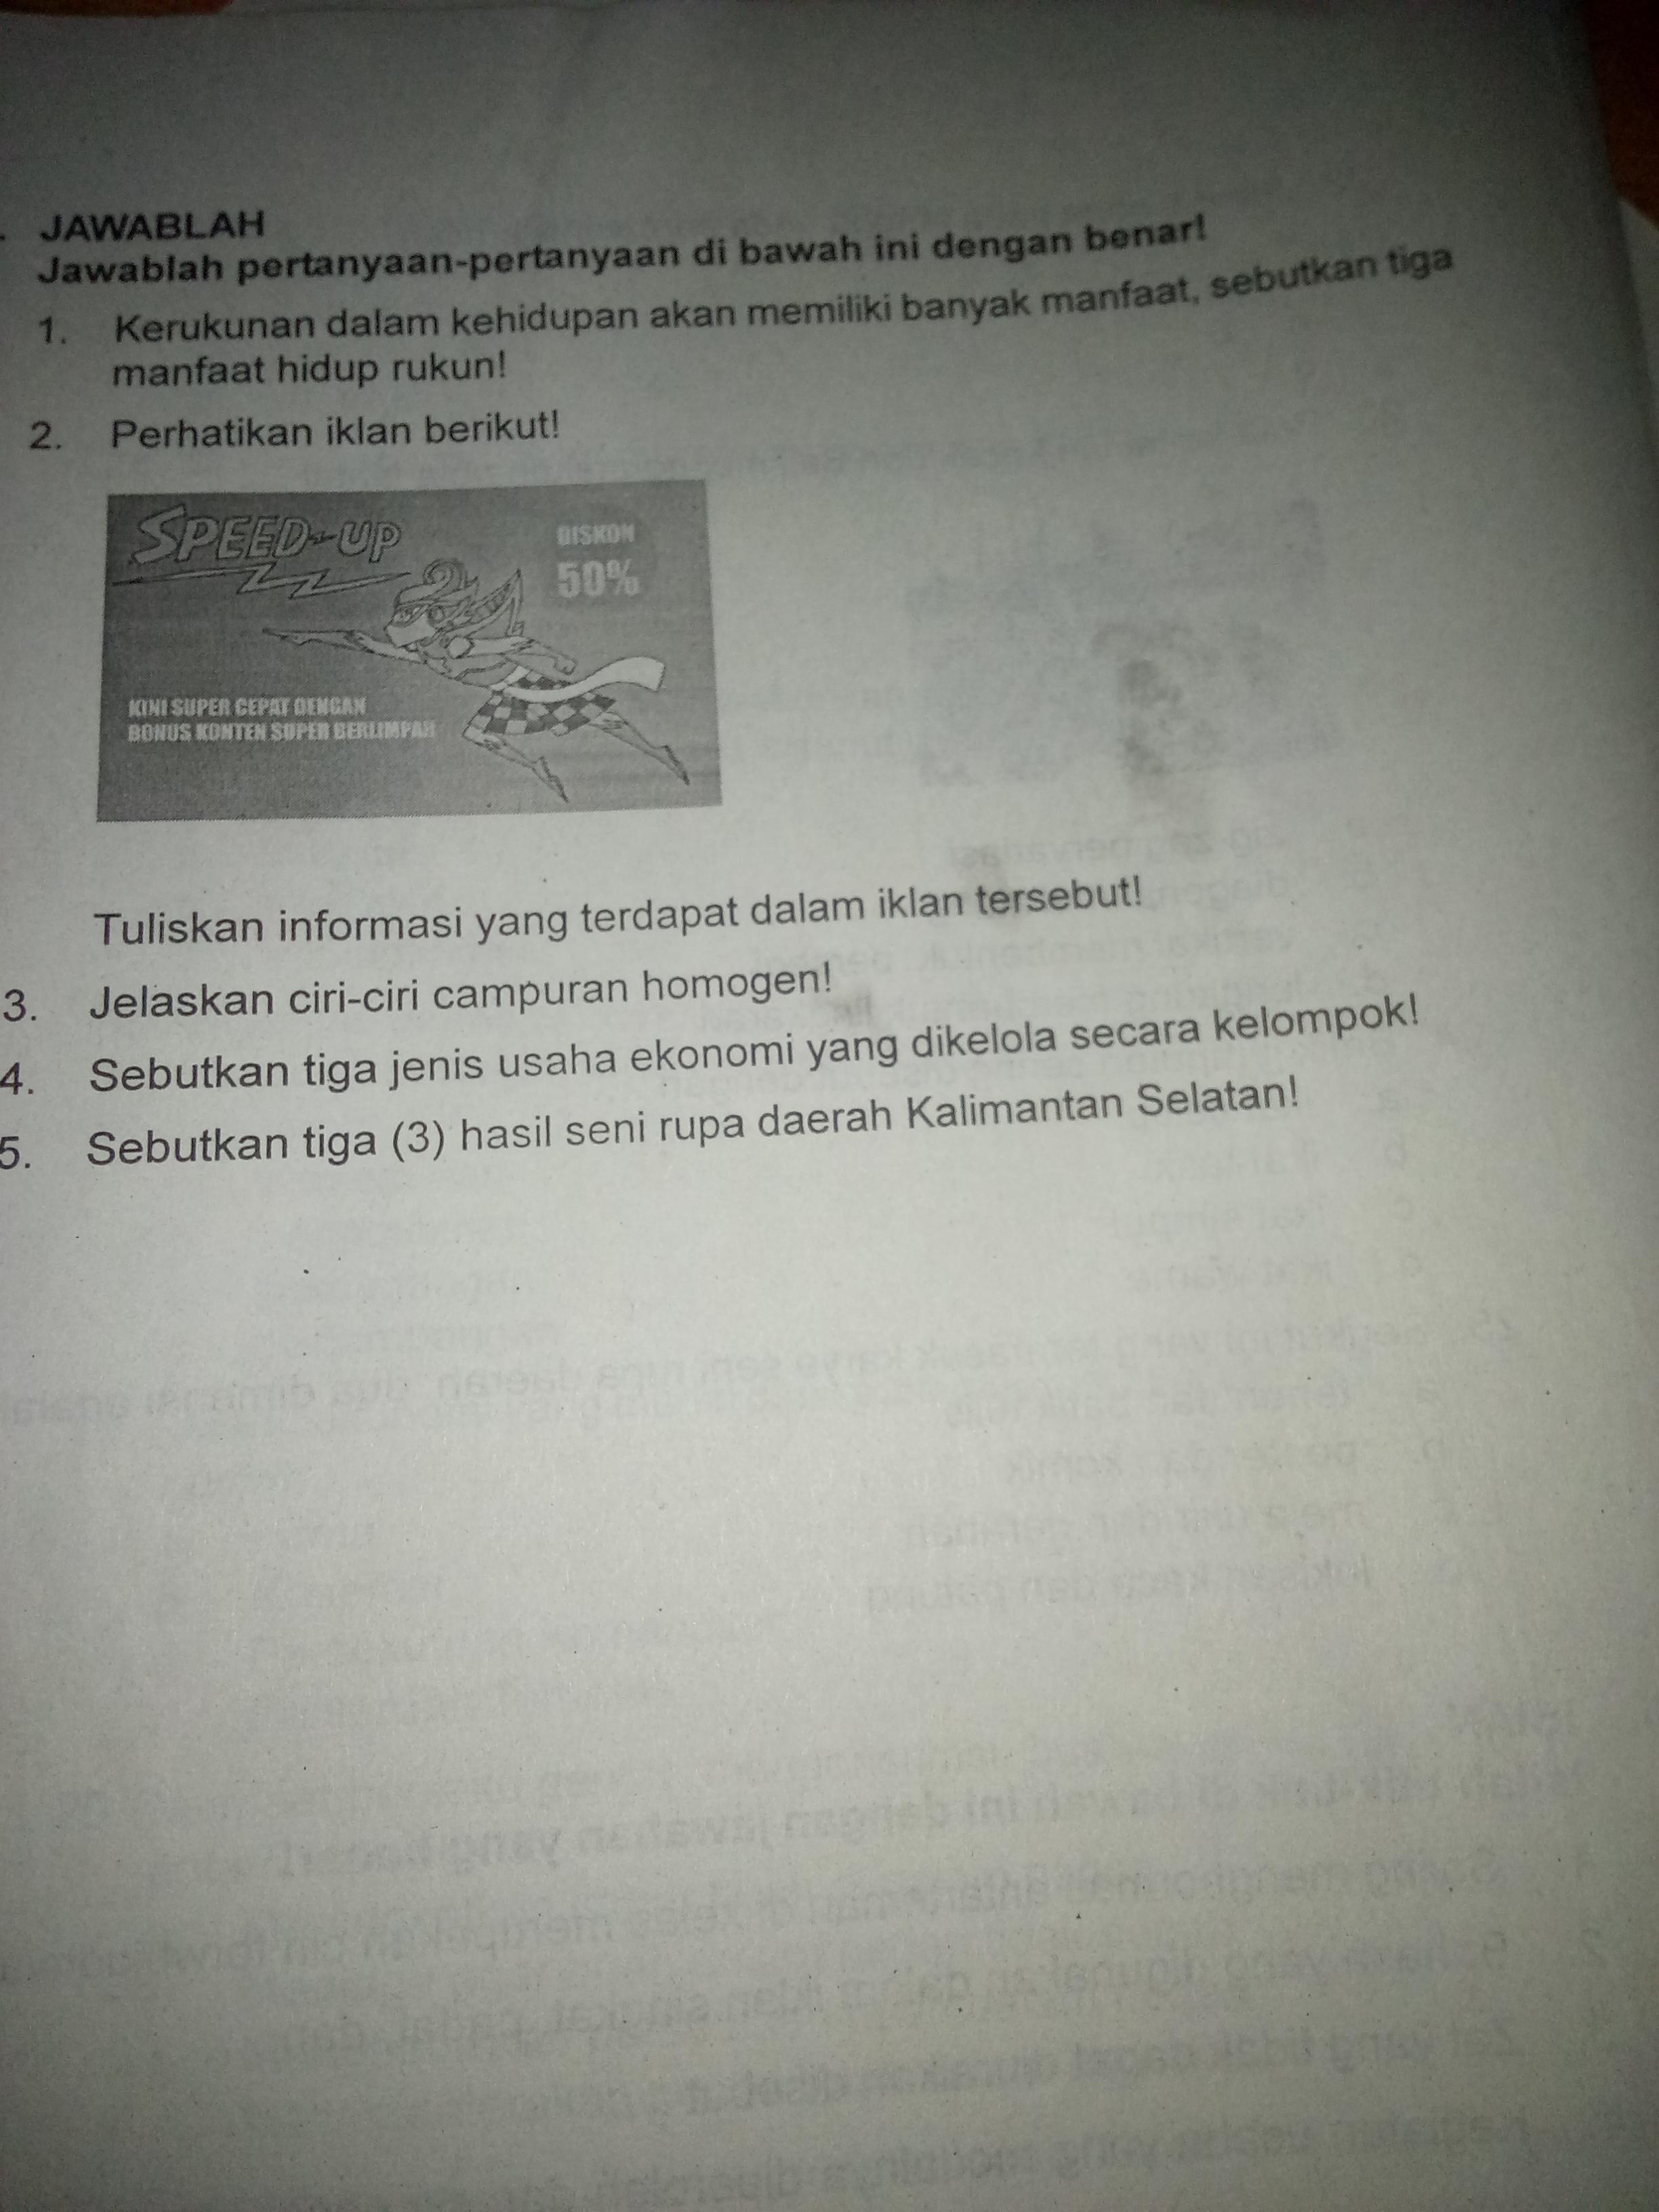 JAWABLAH
Jawablah pertanyaan-pertanyaan di bawah ini dengan benar!
1. Kerukunan dalam kehidupan akan memiliki banyak manfaat, sebutkan tiga
manfaat hidup rukun!
2. Perhatikan iklan berikut!
SPEED-UP
DISKON
50%
KINI SUPER CEPAT DENGAN
BONUS KONTEN SUPER BERLIMPAH
Tuliskan informasi yang terdapat dalam iklan tersebut!
3. Jelaskan ciri-ciri campuran homogen!
4. Sebutkan tiga jenis usaha ekonomi yang dikelola secara kelompok!
5. Sebutkan tiga (3) hasil seni rupa daerah Kalimantan Selatan!